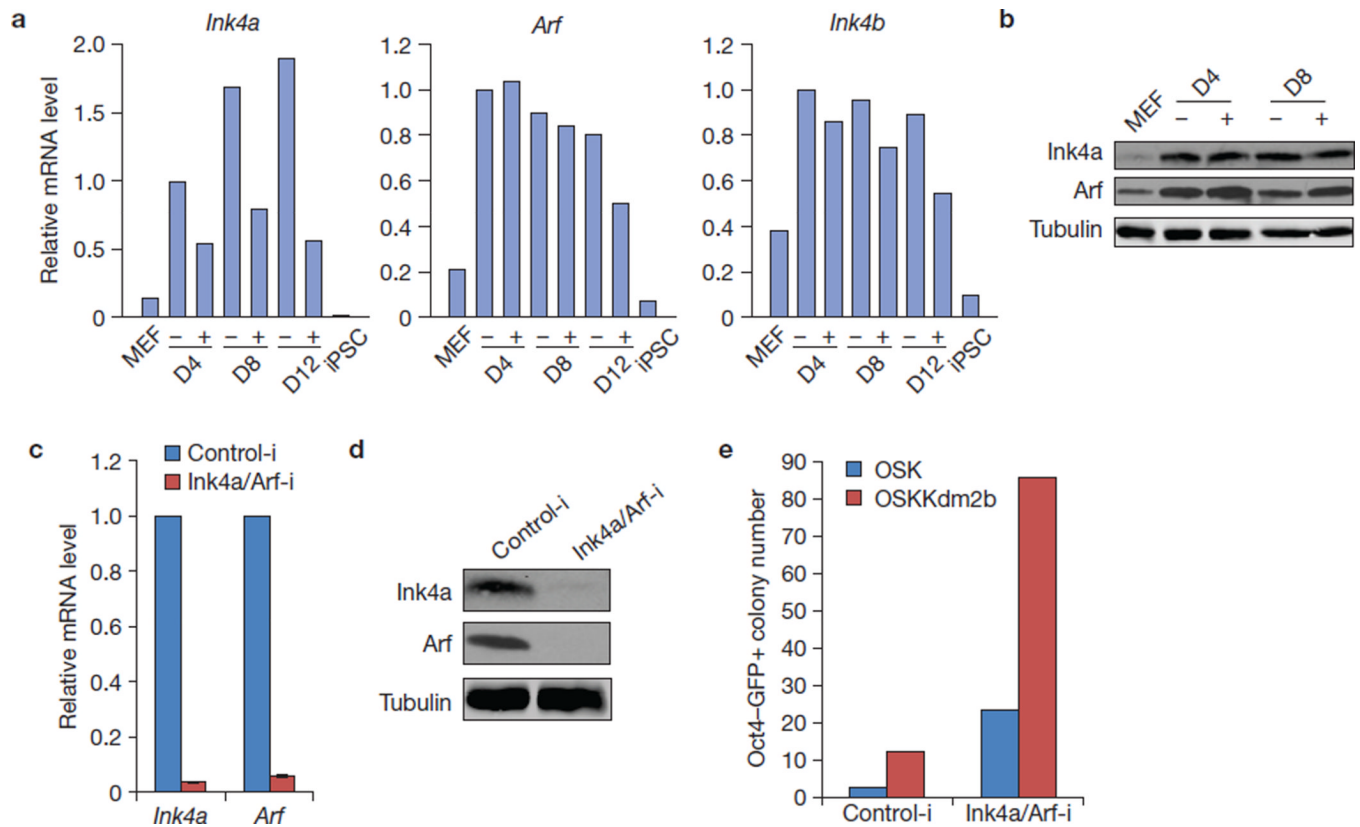 a
Ink4a
Arf
Ink4b
Relative mRNA level
2.0
1.5
1.0
0.5
0
MEF
− + − + − +
D4 D8 D12 iPSC
1.2
1.0
0.8
0.6
0.4
0.2
0
MEF
− + − + − +
D4 D8 D12 iPSC
1.2
1.0
0.8
0.6
0.4
0.2
0
MEF
− + − + − +
D4 D8 D12 iPSC
b
MEF D4 D8
− + − +
Ink4a
Arf
Tubulin
c
Control-i
Ink4a/Arf-i
Relative mRNA level
1.2
1.0
0.8
0.6
0.4
0.2
0
Ink4a Arf
d
Control-i Ink4a/Arf-i
Ink4a
Arf
Tubulin
e
OSK
OSKKdm2b
Oct4–GFP+ colony number
90
80
70
60
50
40
30
20
10
0
Control-i Ink4a/Arf-i